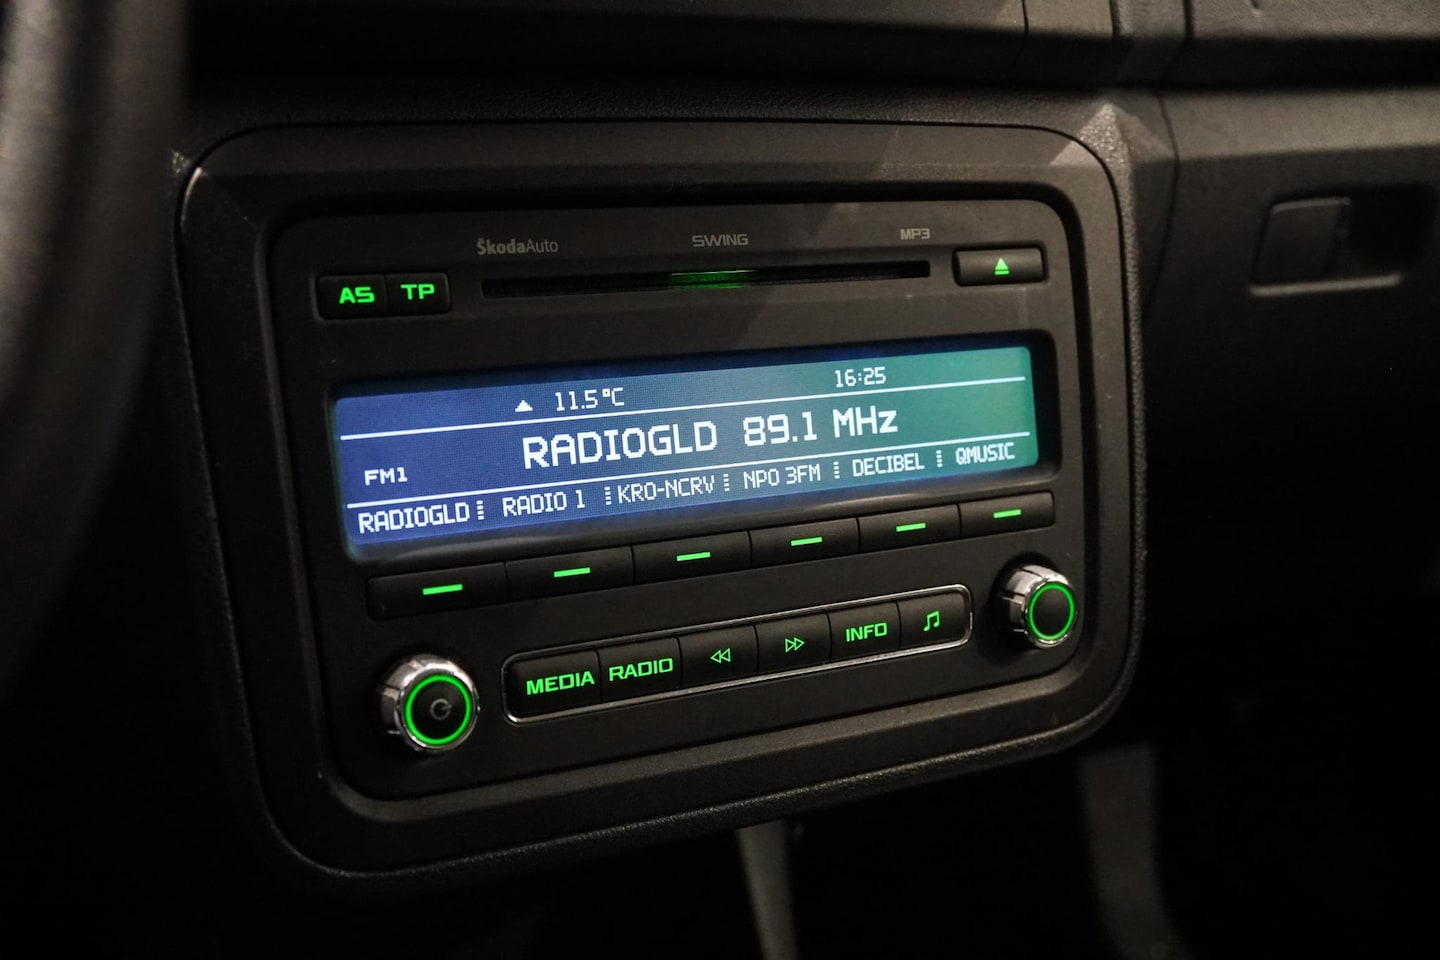 ŠkodaAuto SWING MP3
AS TP
11.5°C 16:25
RADIOGLD 89.1 MHz
FM1
RADIOGLD RADIO 1 KRO-NCRV NPO 3FM DECIBEL QMUSIC
MEDIA RADIO INFO